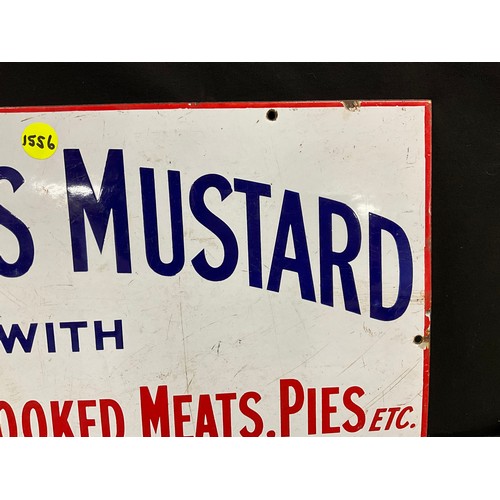 1556
S MUSTARD
WITH
OOKED MEATS, PIES ETC.